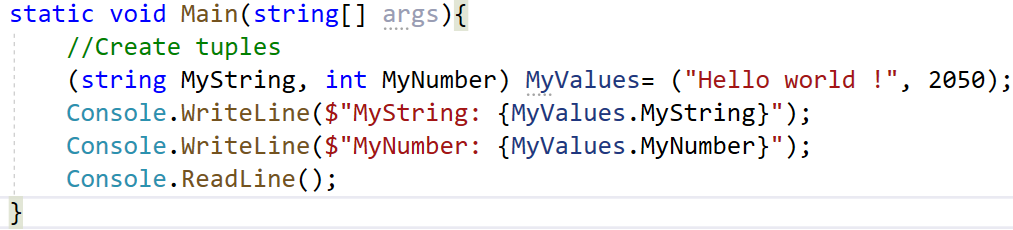 static void Main(string[] args){
//Create tuples
(string MyString, int MyNumber) MyValues= ("Hello world !", 2050);
Console.WriteLine($"MyString: {MyValues.MyString}");
Console.WriteLine($"MyNumber: {MyValues.MyNumber}");
Console.ReadLine();
}